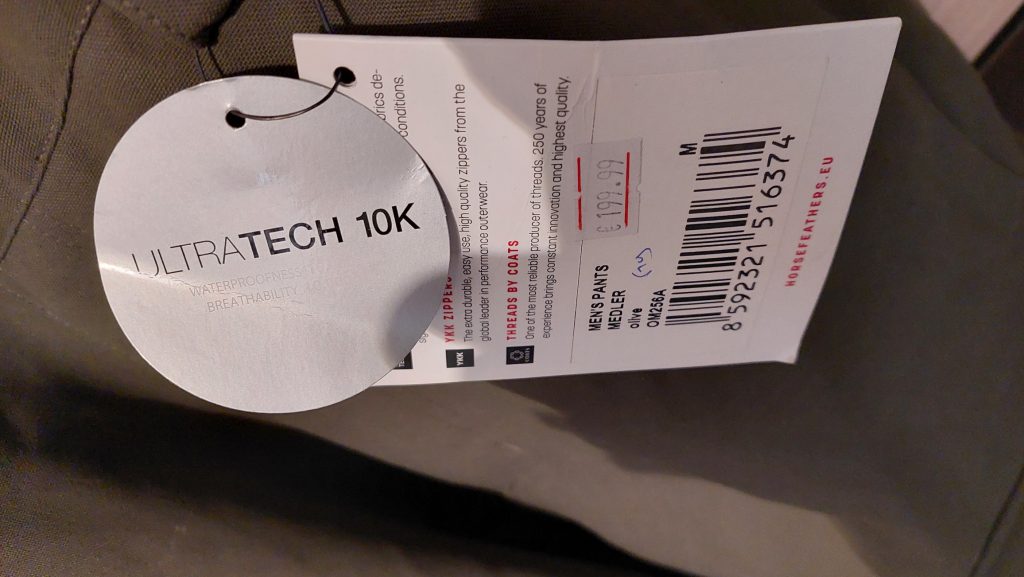 ULTRATECH 10K
WATERPROOFNESS
BREATHABILITY
conditions.
YKK ZIPPERS
YKK
The extra durable, easy use, high quality zippers from the
global leader in performance outerwear.
THREADS BY COATS
COATS
One of the most reliable producer of threads. 250 years of
experience brings constant innovation and highest quality.
€199.99
MEN'S PANTS
MEDLER
olive
OM256A
M
8 592321 516374
HORSEFEATHERS.EU